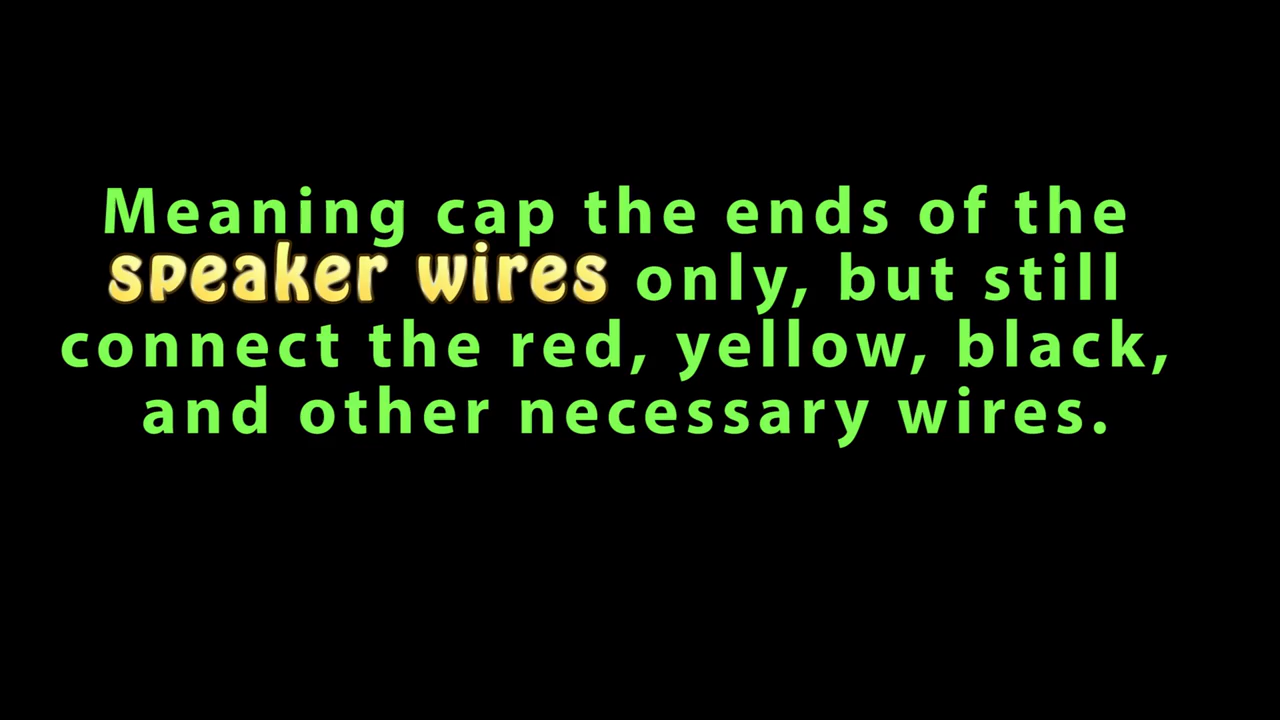 Meaning cap the ends of the
speaker wires only, but still
connect the red, yellow, black,
and other necessary wires.